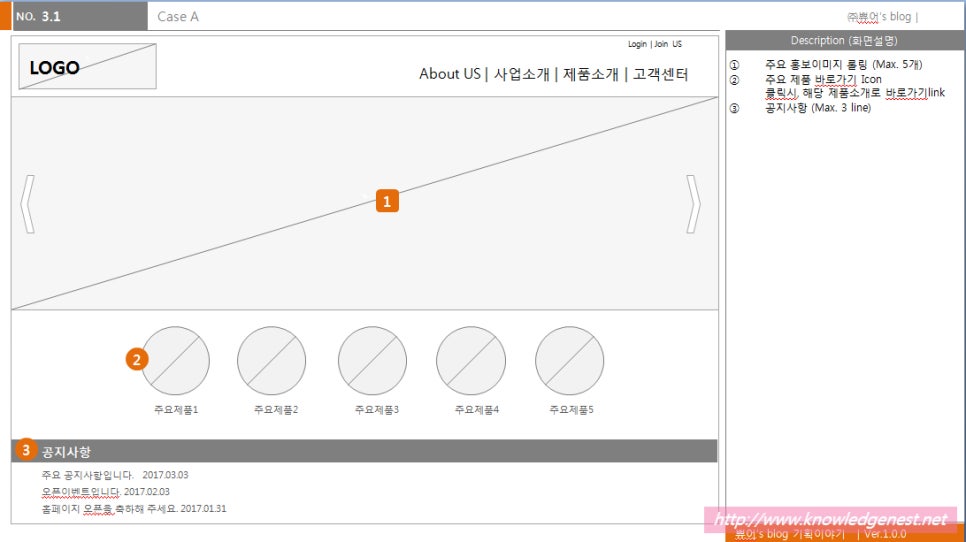 NO. 3.1
Case A
㈜쁘어's blog |
Login | Join US
LOGO
About US | 사업소개 | 제품소개 | 고객센터
1
2
주요제품1
주요제품2
주요제품3
주요제품4
주요제품5
3 공지사항
주요 공지사항입니다. 2017.03.03
오픈이벤트입니다. 2017.02.03
홈페이지 오픈을 축하해 주세요. 2017.01.31
Description (화면설명)
① 주요 홍보이미지 롤링 (Max. 5개)
② 주요 제품 바로가기 Icon
클릭시, 해당 제품소개로 바로가기link
③ 공지사항 (Max. 3 line)
http://www.knowledgenest.net
쁘어's blog 기획이야기 | Ver.1.0.0